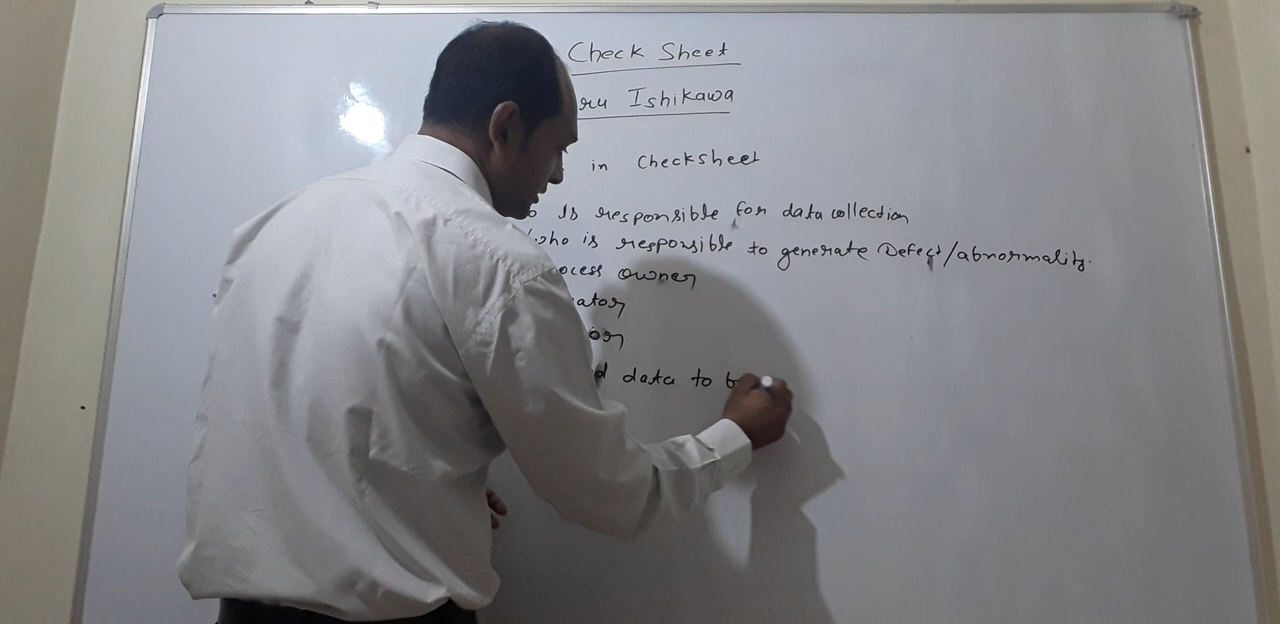 Check Sheet
ru Ishikawa
in Checksheet
o Is responsible for data collection
who is responsible to generate Defect/abnormality.
ocess owner
ator
or
d data to b